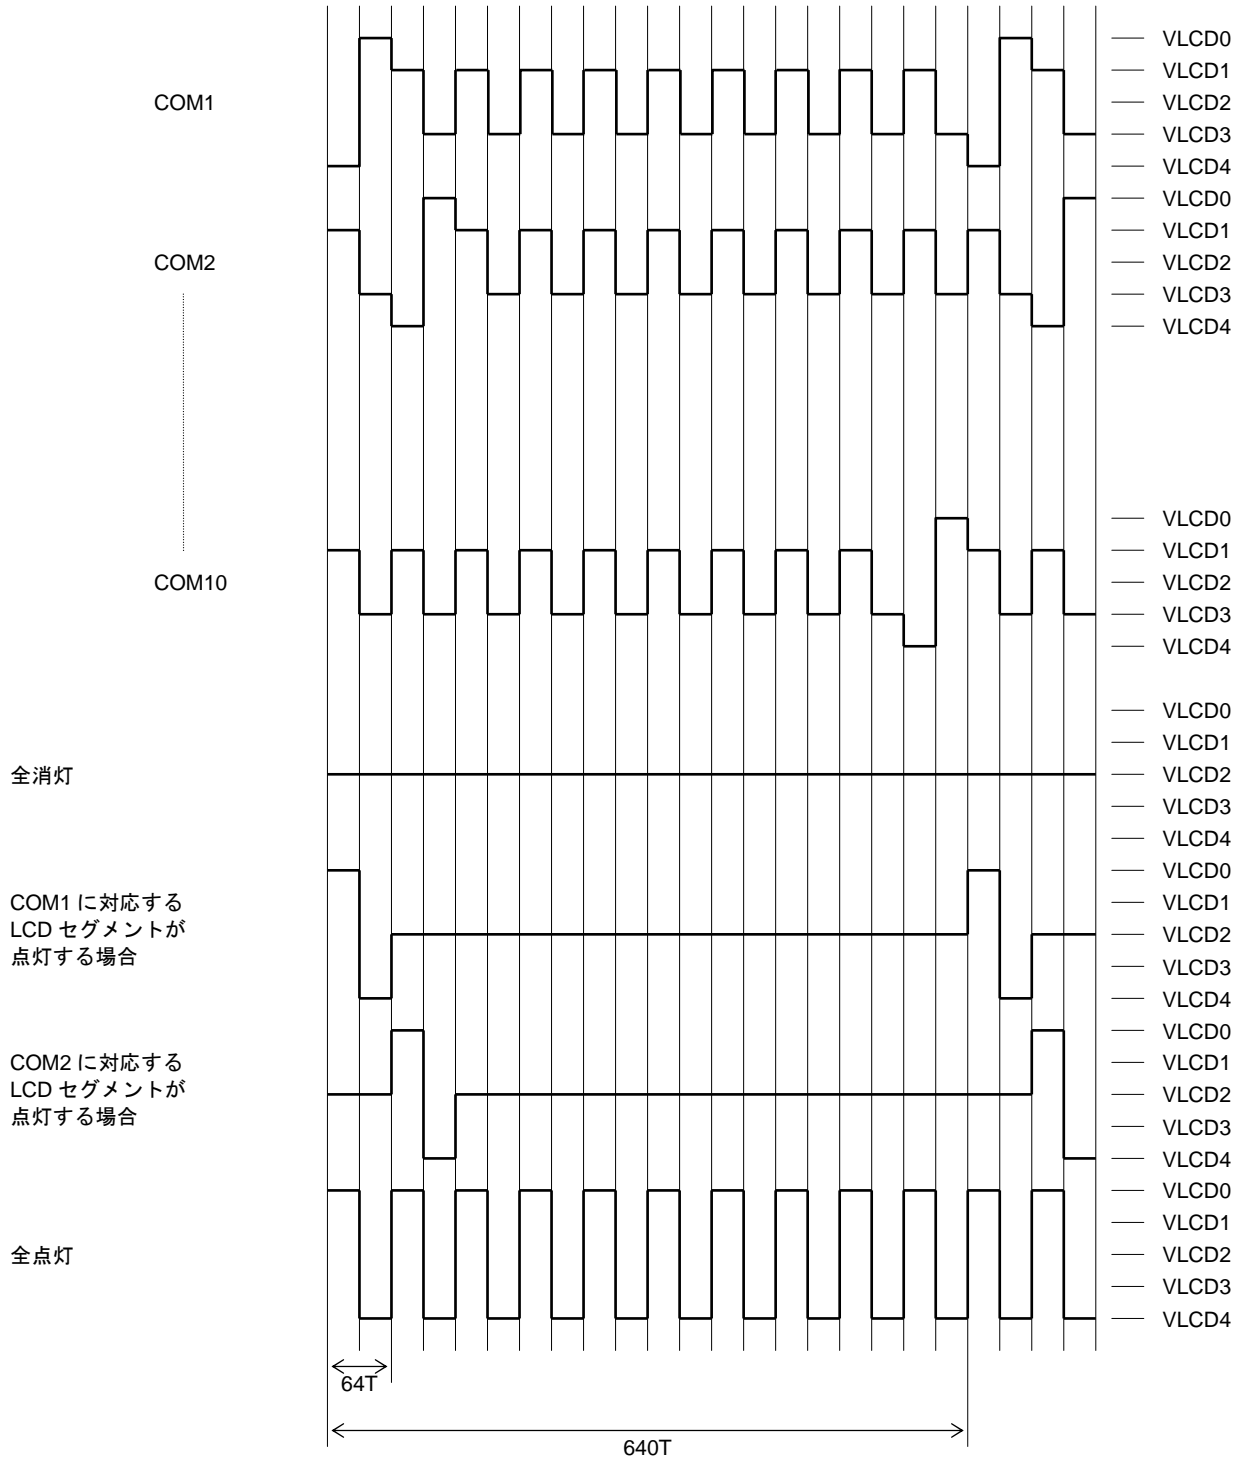 VLCD0
VLCD1
COM1
VLCD2
VLCD3
VLCD4
VLCD0
VLCD1
COM2
VLCD2
VLCD3
VLCD4
VLCD0
VLCD1
COM10
VLCD2
VLCD3
VLCD4
VLCD0
VLCD1
全消灯
VLCD2
VLCD3
VLCD4
VLCD0
COM1 に対応する
LCD セグメントが
点灯する場合
VLCD1
VLCD2
VLCD3
VLCD4
VLCD0
COM2 に対応する
LCD セグメントが
点灯する場合
VLCD1
VLCD2
VLCD3
VLCD4
VLCD0
VLCD1
全点灯
VLCD2
VLCD3
VLCD4
64T
640T